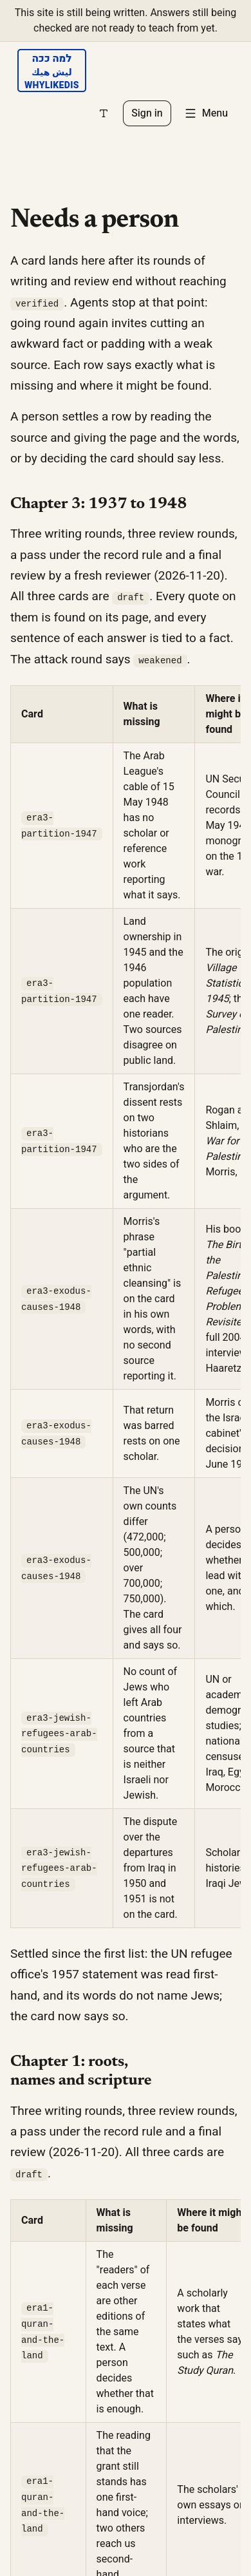 This site is still being written. Answers still being
checked are not ready to teach from yet.
למה ככה
ليش هيك
WHYLIKEDIS
Sign in
Menu
Needs a person
A card lands here after its rounds of
writing and review end without reaching
verified. Agents stop at that point:
going round again invites cutting an
awkward fact or padding with a weak
source. Each row says exactly what is
missing and where it might be found.
A person settles a row by reading the
source and giving the page and the words,
or by deciding the card should say less.
Chapter 3: 1937 to 1948
Three writing rounds, three review rounds,
a pass under the record rule and a final
review by a fresh reviewer (2026-11-20).
All three cards are draft. Every quote on
them is found on its page, and every
sentence of each answer is tied to a fact.
The attack round says weakened.
Card
What is
missing
Where i
might b
found
era3-
partition-1947
The Arab
League's
cable of 15
May 1948
has no
scholar or
reference
work
reporting
what it says.
UN Secu
Council
records
May 194
monogr
on the 1
war.
era3-
partition-1947
Land
ownership in
1945 and the
1946
population
each have
one reader.
Two sources
disagree on
public land.
The orig
Village
Statistic
1945; th
Survey o
Palestin
era3-
partition-1947
Transjordan's
dissent rests
on two
historians
who are the
two sides of
the
argument.
Rogan a
Shlaim,
War for
Palestin
Morris,
era3-exodus-
causes-1948
Morris's
phrase
"partial
ethnic
cleansing" is
on the card
in his own
words, with
no second
source
reporting it.
His boo
The Birt
the
Palestin
Refugee
Problem
Revisite
full 2004
interview
Haaretz
era3-exodus-
causes-1948
That return
was barred
rests on one
scholar.
Morris o
the Israe
cabinet'
decision
June 19
era3-exodus-
causes-1948
The UN's
own counts
differ
(472,000;
500,000;
over
700,000;
750,000).
The card
gives all four
and says so.
A perso
decides
whether
lead wit
one, and
which.
era3-jewish-
refugees-arab-
countries
No count of
Jews who
left Arab
countries
from a
source that
is neither
Israeli nor
Jewish.
UN or
academ
demogr
studies;
nationa
censuse
Iraq, Egy
Morocc
era3-jewish-
refugees-arab-
countries
The dispute
over the
departures
from Iraq in
1950 and
1951 is not
on the card.
Scholar
histories
Iraqi Jew
Settled since the first list: the UN refugee
office's 1957 statement was read first-
hand, and its words do not name Jews;
the card now says so.
Chapter 1: roots,
names and scripture
Three writing rounds, three review rounds,
a pass under the record rule and a final
review (2026-11-20). All three cards are
draft.
Card
What is
missing
Where it migh
be found
era1-
quran-
and-the-
land
The
"readers" of
each verse
are other
editions of
the same
text. A
person
decides
whether that
is enough.
A scholarly
work that
states what
the verses say
such as The
Study Quran.
era1-
quran-
and-the-
land
The reading
that the
grant still
stands has
one first-
hand voice;
two others
reach us
second-
hand
The scholars'
own essays or
interviews.